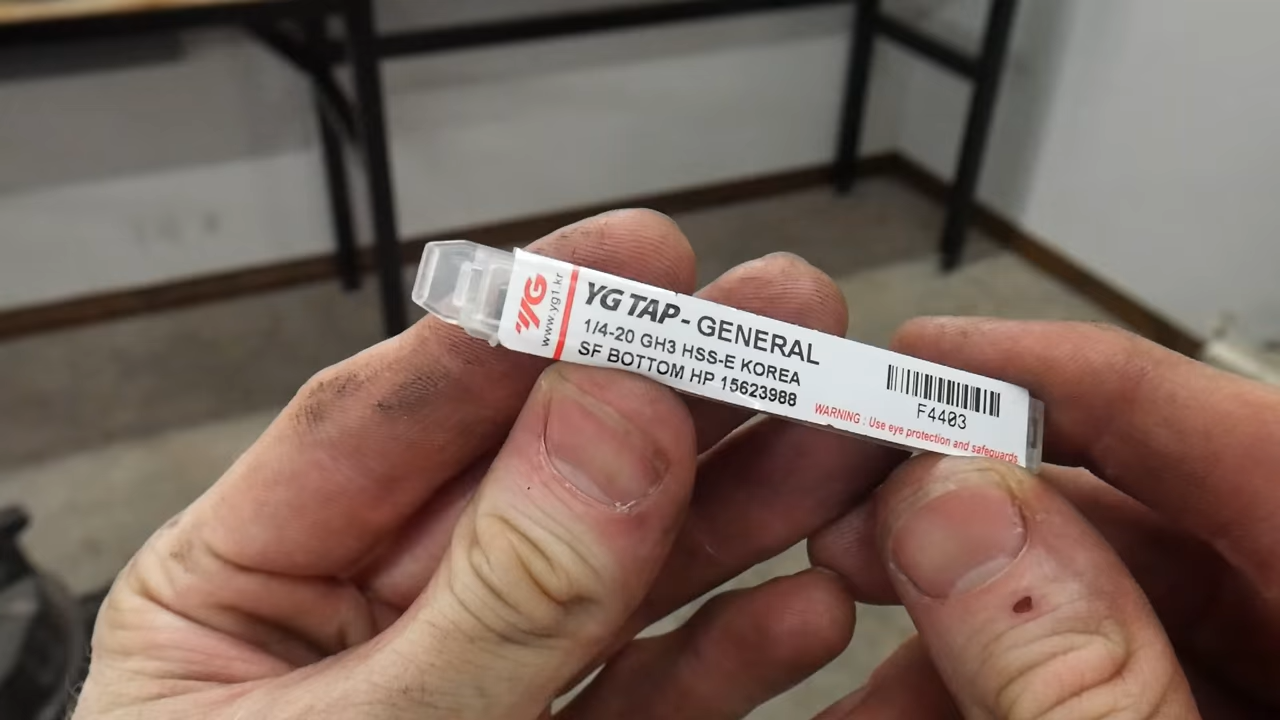 YG
www.yg1.kr
YG TAP - GENERAL
1/4-20 GH3 HSS-E KOREA
SF BOTTOM HP 15623988
F4403
WARNING : Use eye protection and safeguards